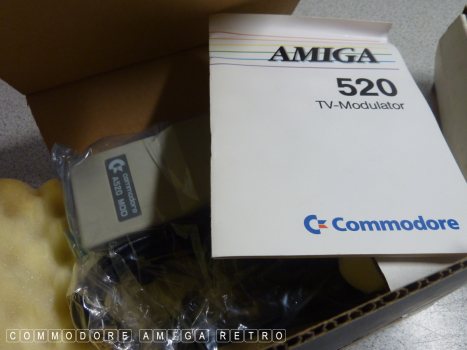 AMIGA
520
TV-Modulator
Commodore
commodore
A520 MOD
COMMODORE AMIGA RETRO